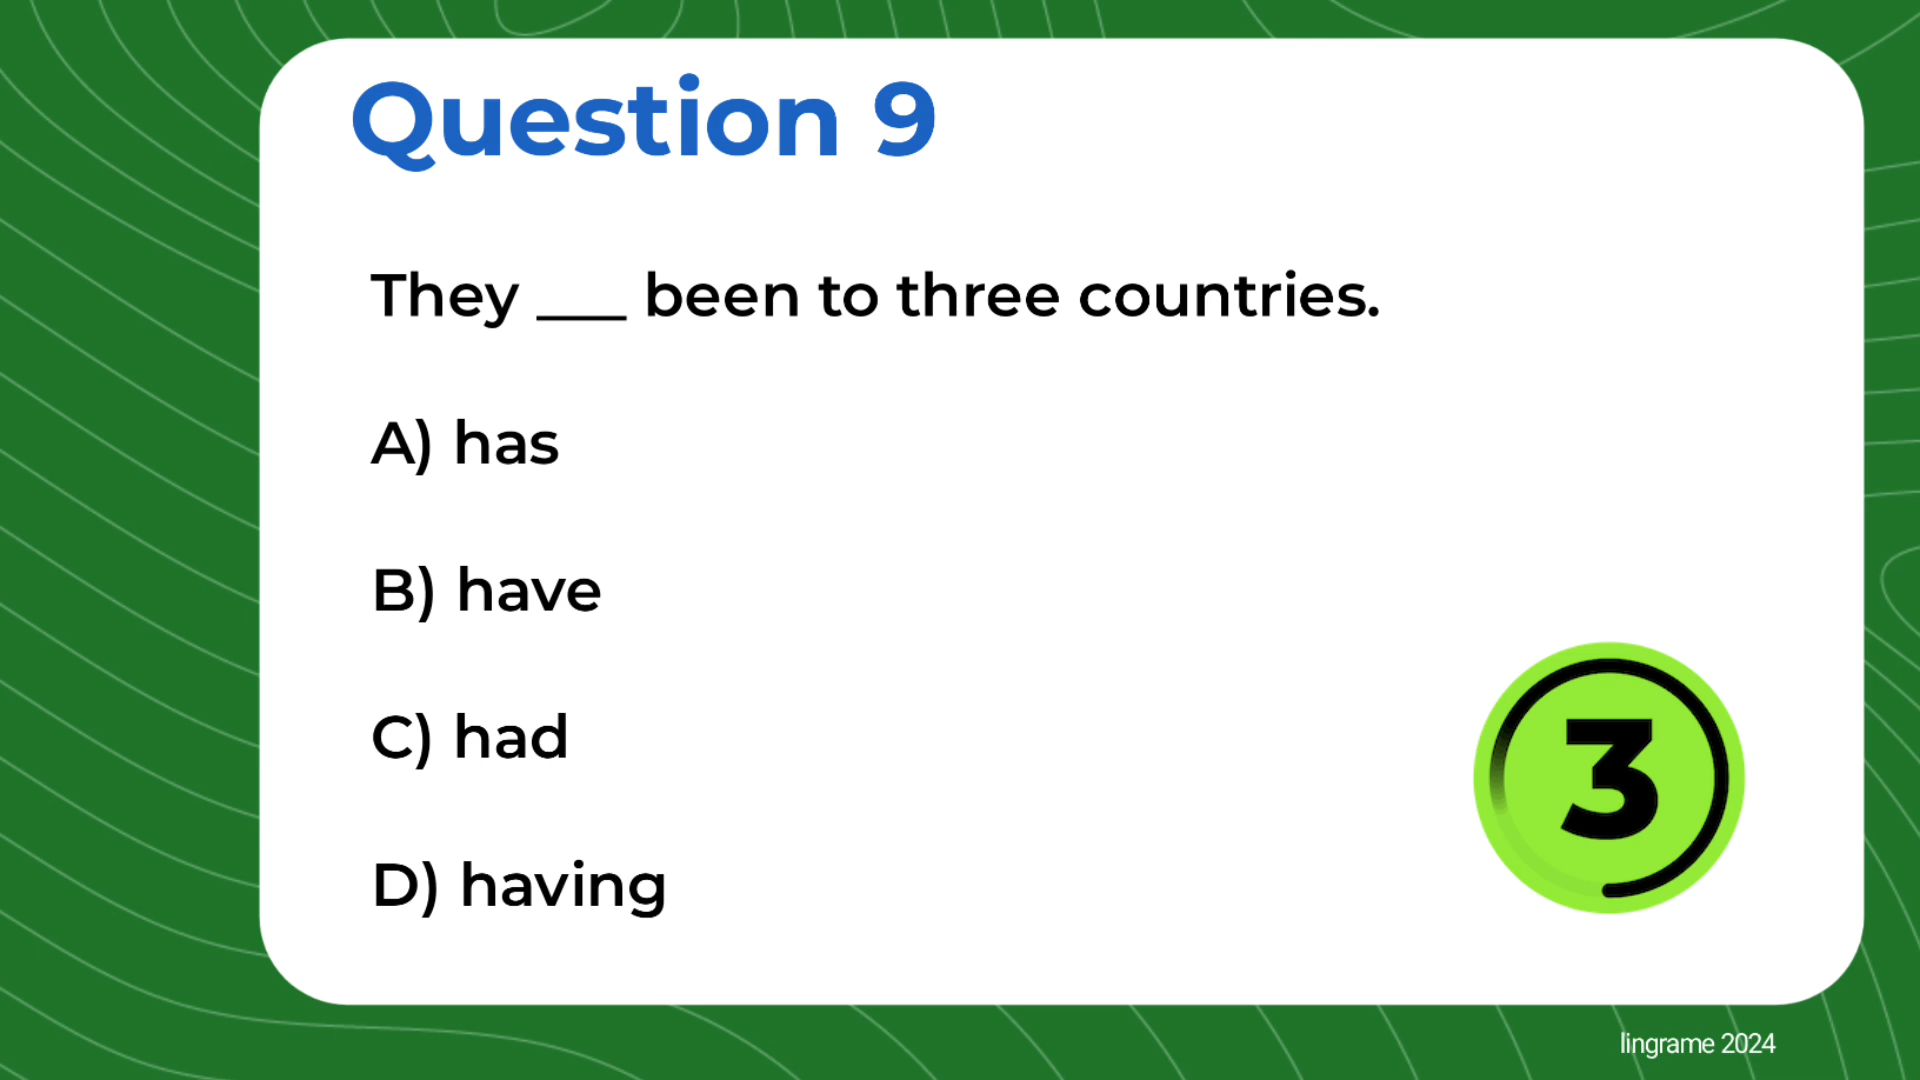 Question 9
They ___ been to three countries.
A) has
B) have
C) had
D) having
3
lingrame 2024